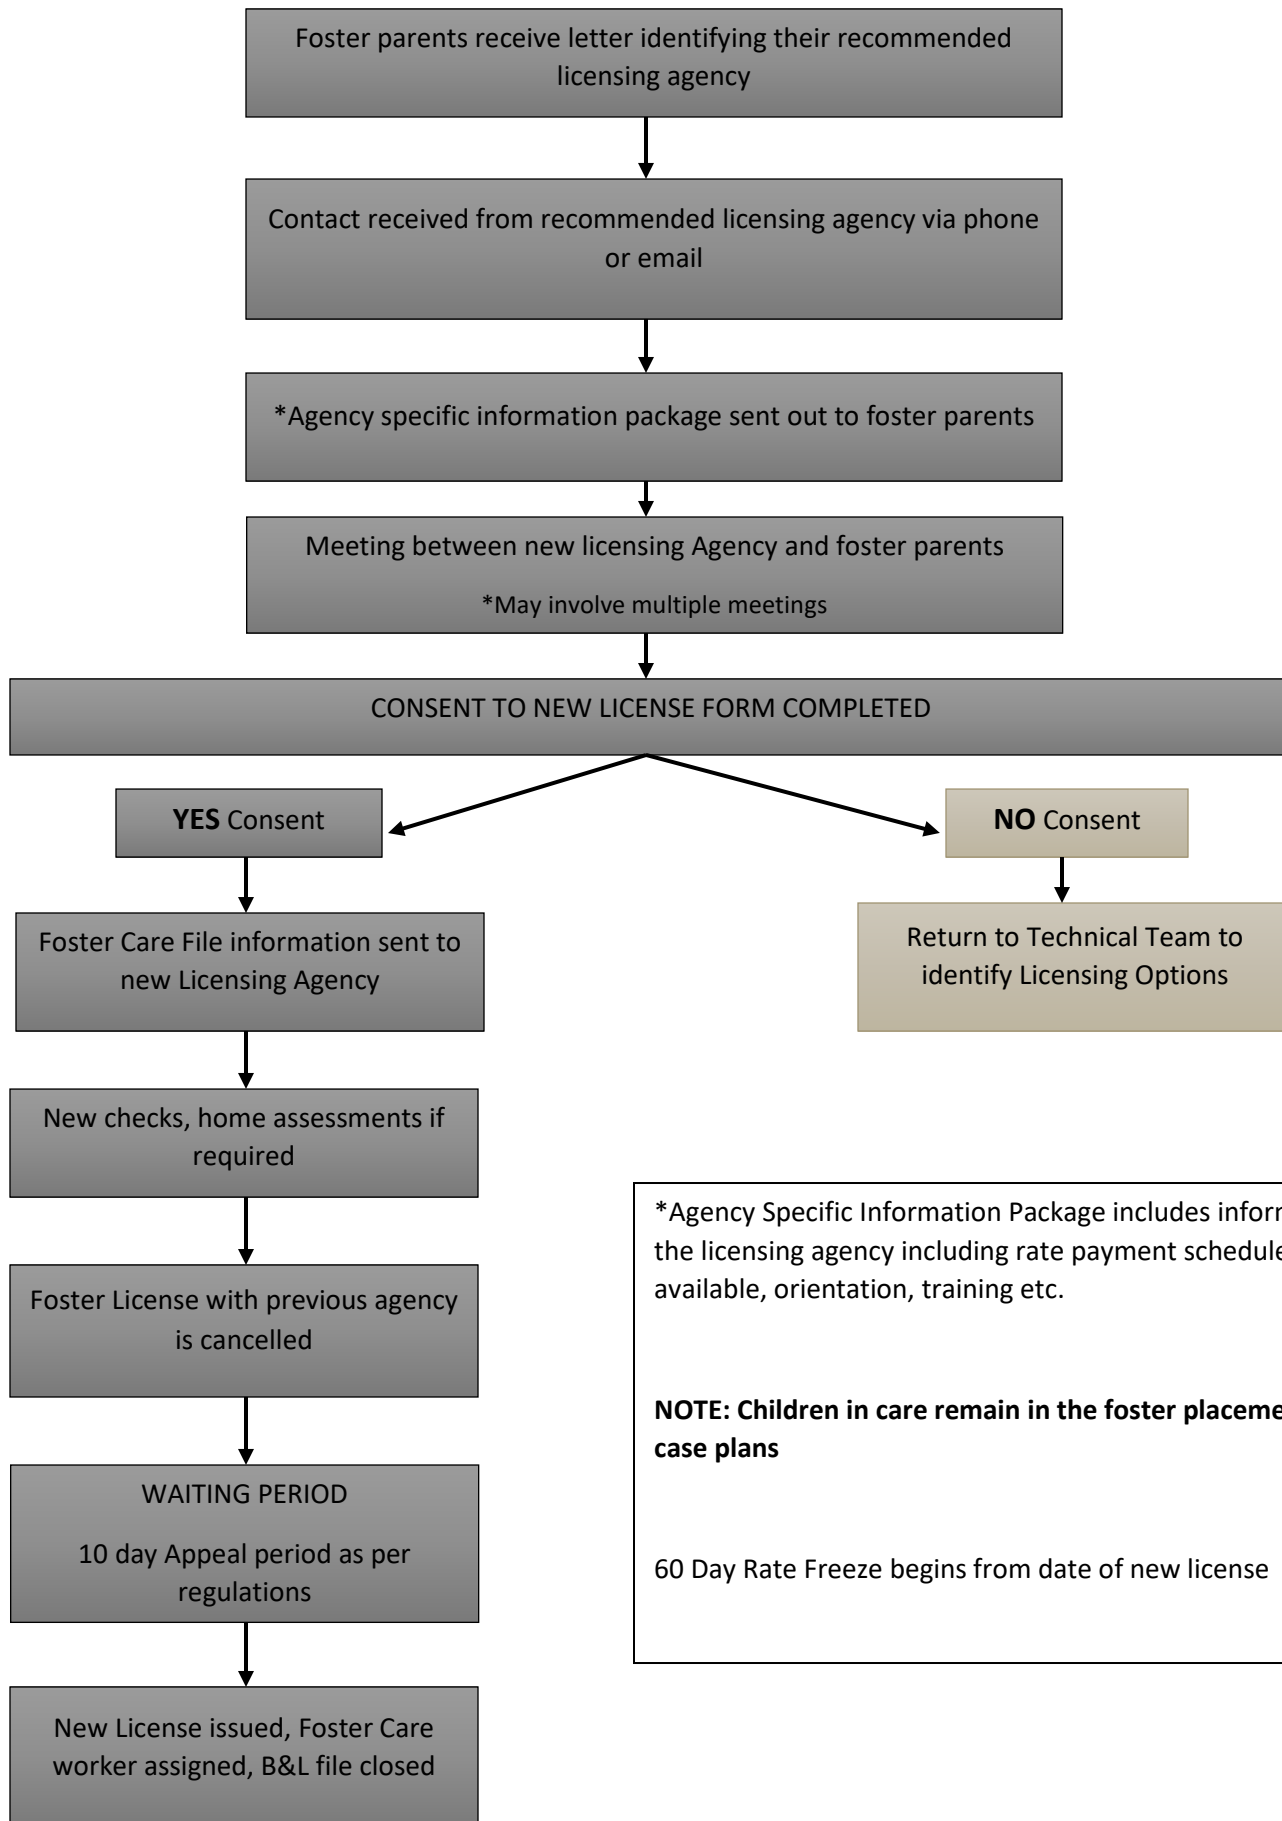 Foster parents receive letter identifying their recommended
licensing agency
Contact received from recommended licensing agency via phone
or email
*Agency specific information package sent out to foster parents
Meeting between new licensing Agency and foster parents
*May involve multiple meetings
CONSENT TO NEW LICENSE FORM COMPLETED
YES Consent
NO Consent
Foster Care File information sent to
new Licensing Agency
Return to Technical Team to
identify Licensing Options
New checks, home assessments if
required
Foster License with previous agency
is cancelled
WAITING PERIOD
10 day Appeal period as per
regulations
New License issued, Foster Care
worker assigned, B&L file closed
*Agency Specific Information Package includes
the licensing agency including rate payment schedule
available, orientation, training etc.
NOTE: Children in care remain in the foster
case plans
60 Day Rate Freeze begins from date of new license